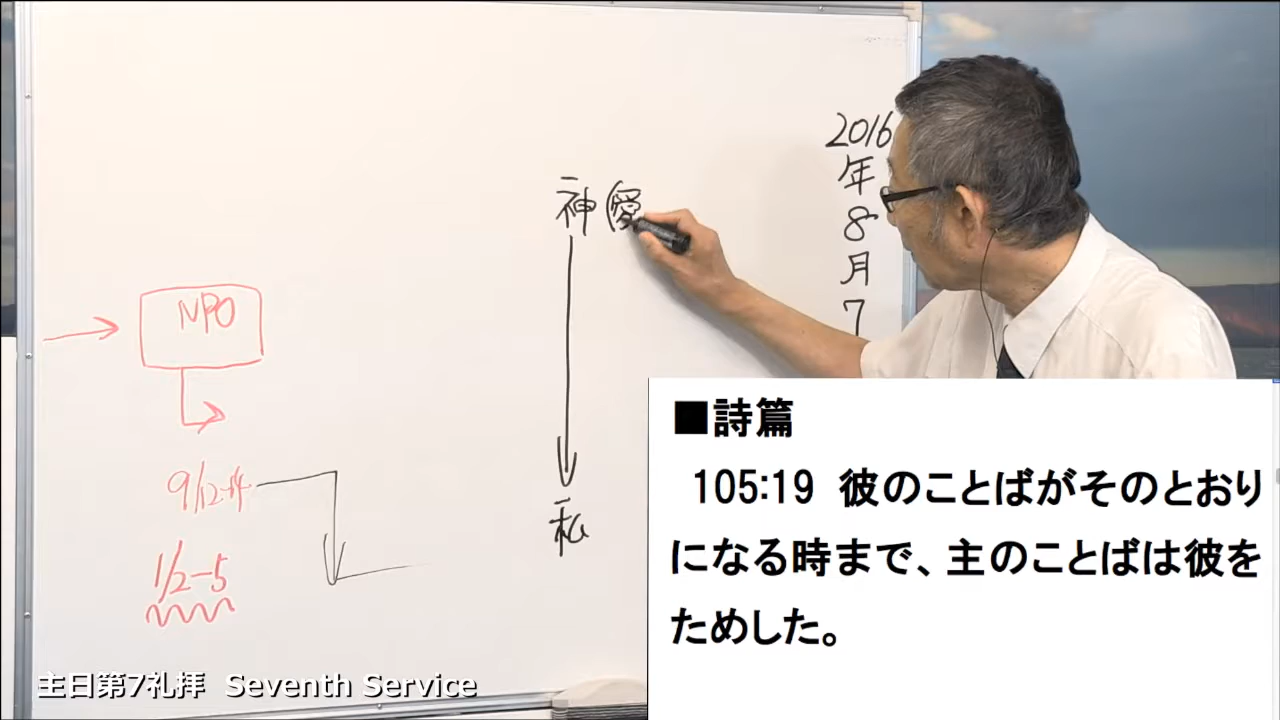 2016
年
8
月
7
神(愛
私
NPO
9/12-14
1/2-5
■詩篇
105:19 彼のことばがそのとおり
になる時まで、主のことばは彼を
ためした。
主日第7礼拝 Seventh Service